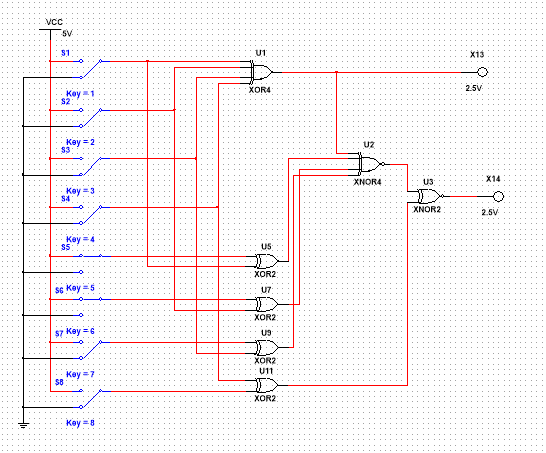 VCC
5V
S1
U1
X13
Key = 1
XOR4
2.5V
S2
Key = 2
S3
U2
Key = 3
XNOR4
U3
X14
S4
XNOR2
2.5V
Key = 4
S5
U5
XOR2
Key = 5
S6
U7
XOR2
Key = 6
S7
U9
XOR2
Key = 7
U11
S8
XOR2
Key = 8